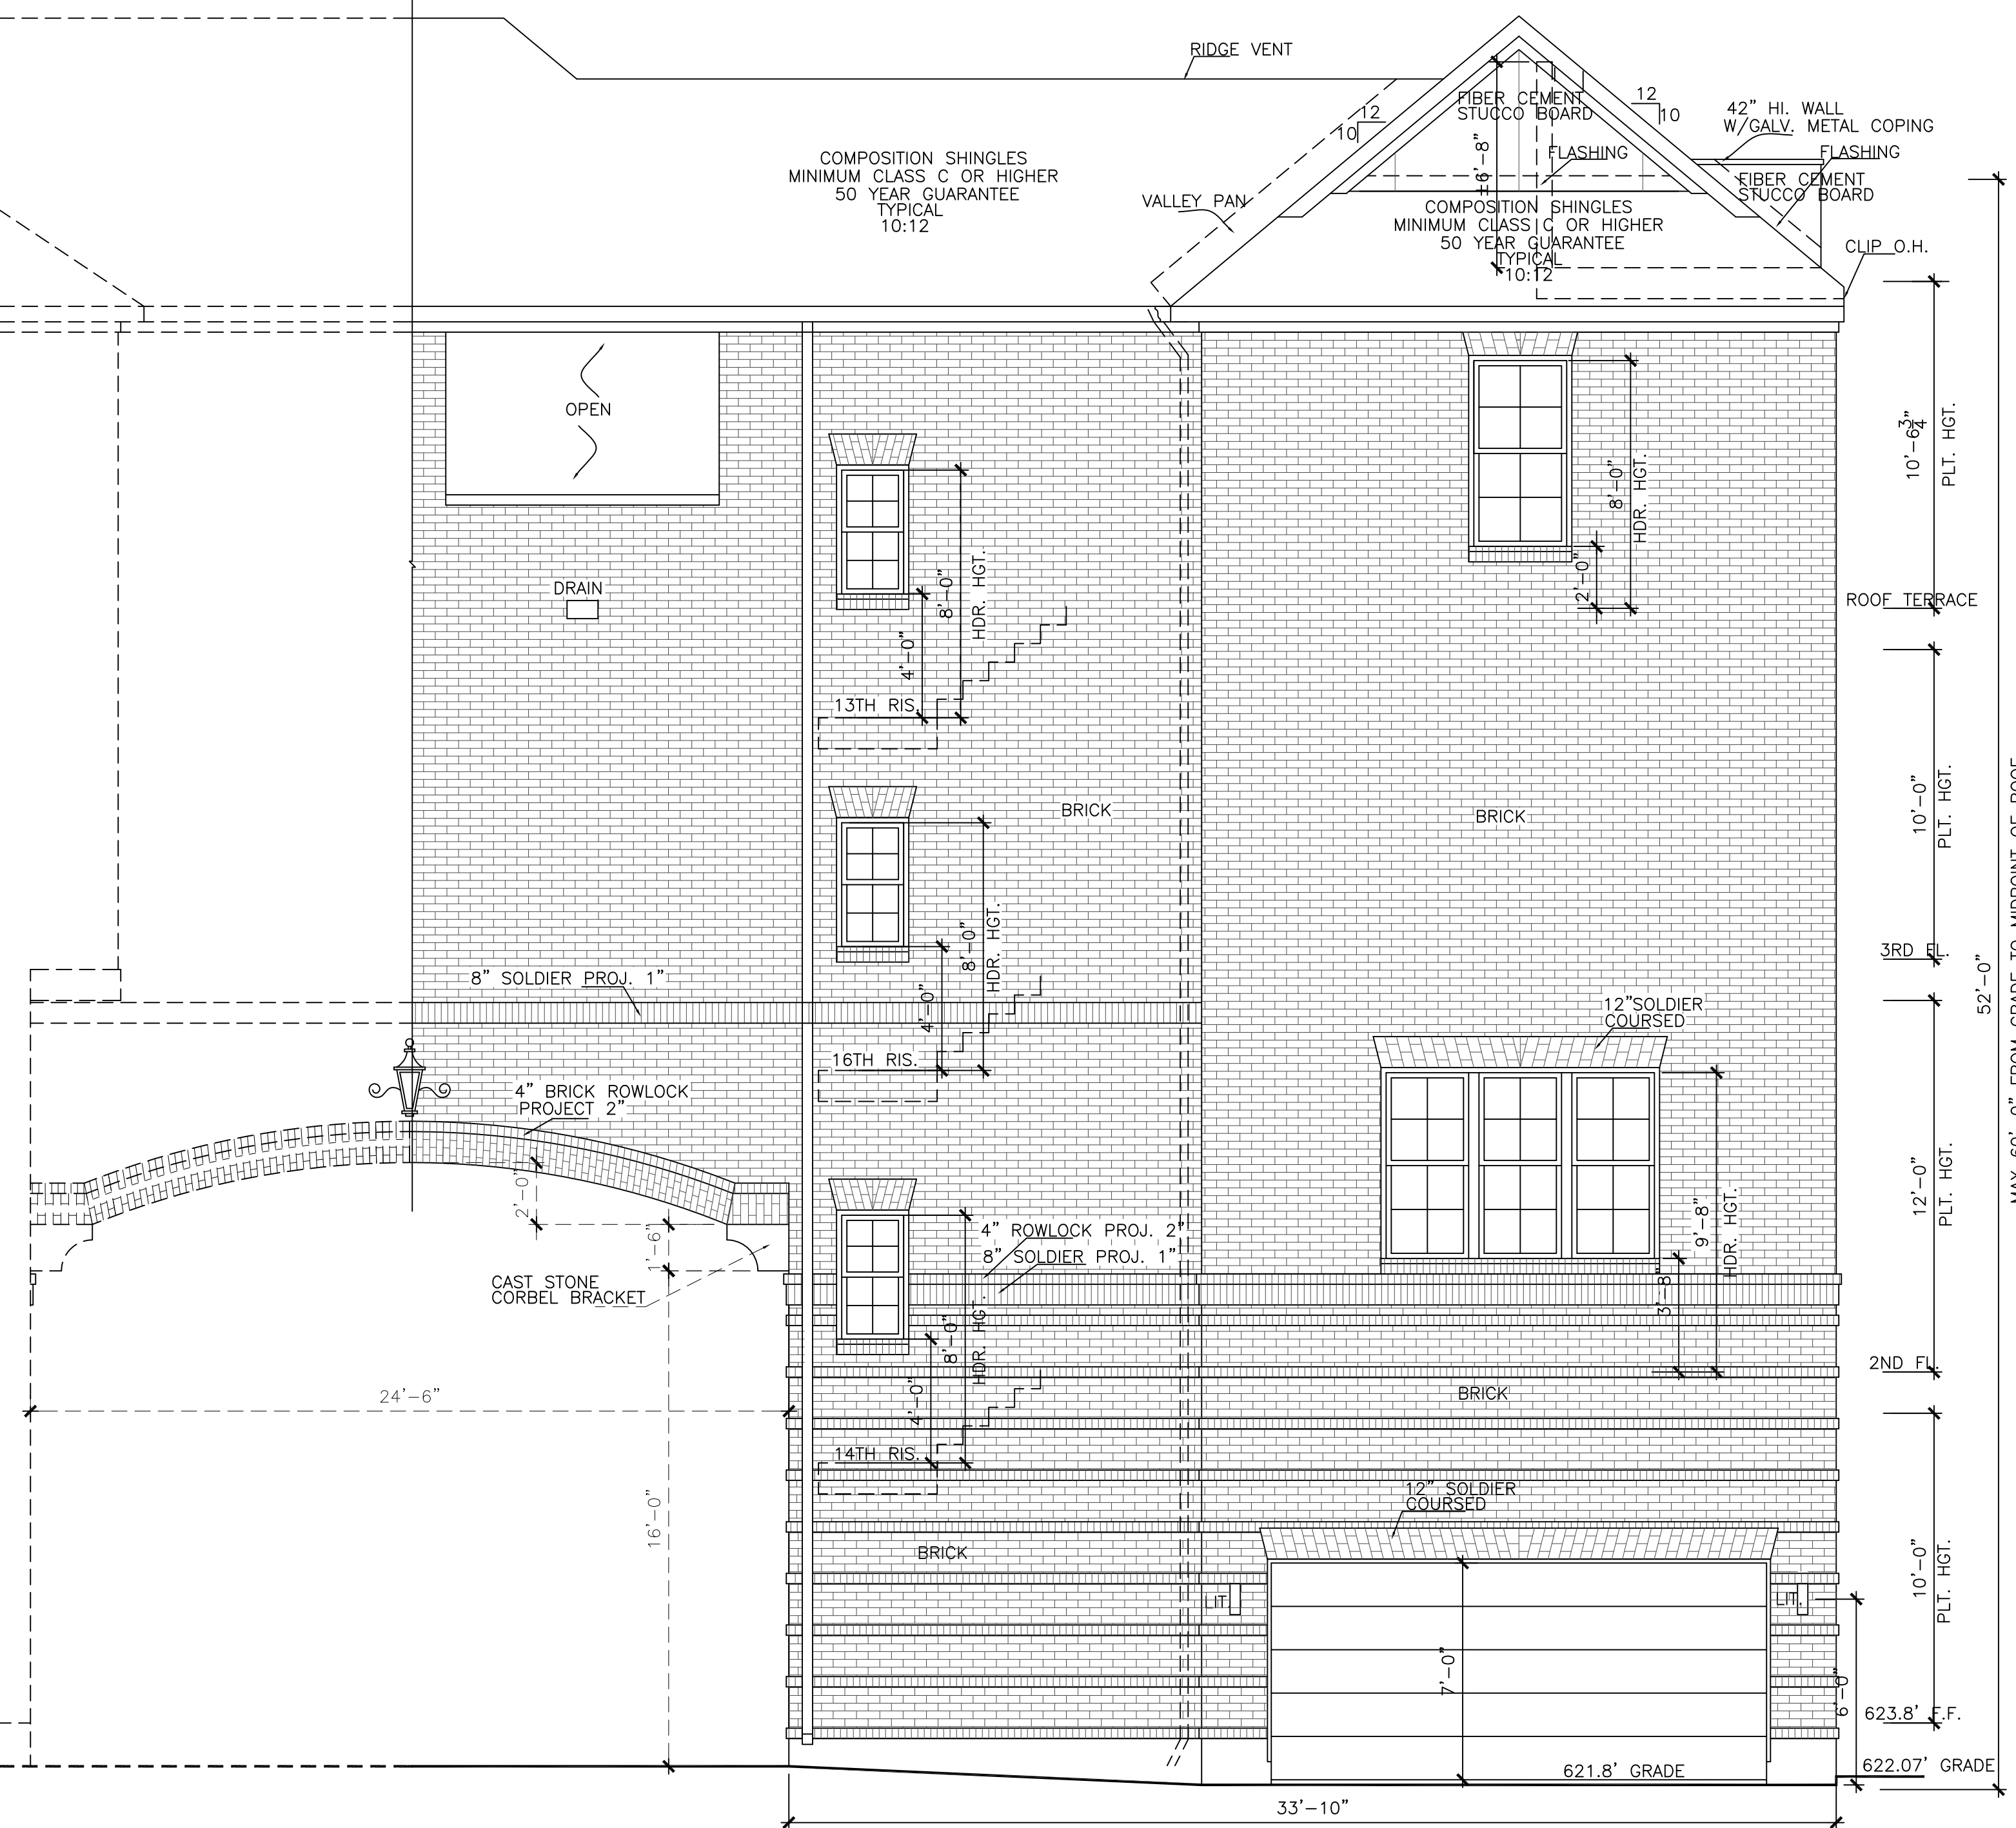 RIDGE VENT
12
10
FIBER CEMENT
STUCCO BOARD
12
10
42" HI. WALL
W/GALV. METAL COPING
FLASHING
FLASHING
FIBER CEMENT
STUCCO BOARD
COMPOSITION SHINGLES
MINIMUM CLASS C OR HIGHER
50 YEAR GUARANTEE
TYPICAL
10:12
±6'-8"
VALLEY PAN
COMPOSITION SHINGLES
MINIMUM CLASS C OR HIGHER
50 YEAR GUARANTEE
TYPICAL
10:12
CLIP O.H.
OPEN
10'-6 3/4"
PLT. HGT.
8'-0"
HDR. HGT.
2'-0"
DRAIN
8'-0"
HDR. HGT.
4'-0"
ROOF TERRACE
13TH RIS.
BRICK
BRICK
10'-0"
PLT. HGT.
8'-0"
HDR. HGT.
4'-0"
3RD FL.
52'-0"
MAX. 60'-0" FROM GRADE TO MIDPOINT OF ROOF
8" SOLDIER PROJ. 1"
12"SOLDIER
COURSED
16TH RIS.
4" BRICK ROWLOCK
PROJECT 2"
2'-0"
1'-6"
12'-0"
PLT. HGT.
9'-8"
HDR. HGT.
3'-8"
4" ROWLOCK PROJ. 2"
8" SOLDIER PROJ. 1"
CAST STONE
CORBEL BRACKET
8'-0"
HDR. HGT.
4'-0"
2ND FL.
24'-6"
BRICK
14TH RIS.
12" SOLDIER
COURSED
16'-0"
BRICK
10'-0"
PLT. HGT.
LIT.
LIT.
7'-0"
6'-0"
623.8' F.F.
621.8' GRADE
622.07' GRADE
33'-10"